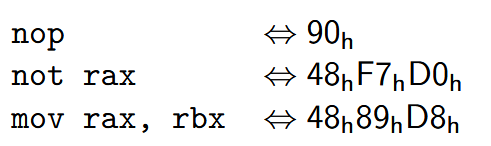 nop ⇔ 90h
not rax ⇔ 48hF7hD0h
mov rax, rbx ⇔ 48h89hD8h